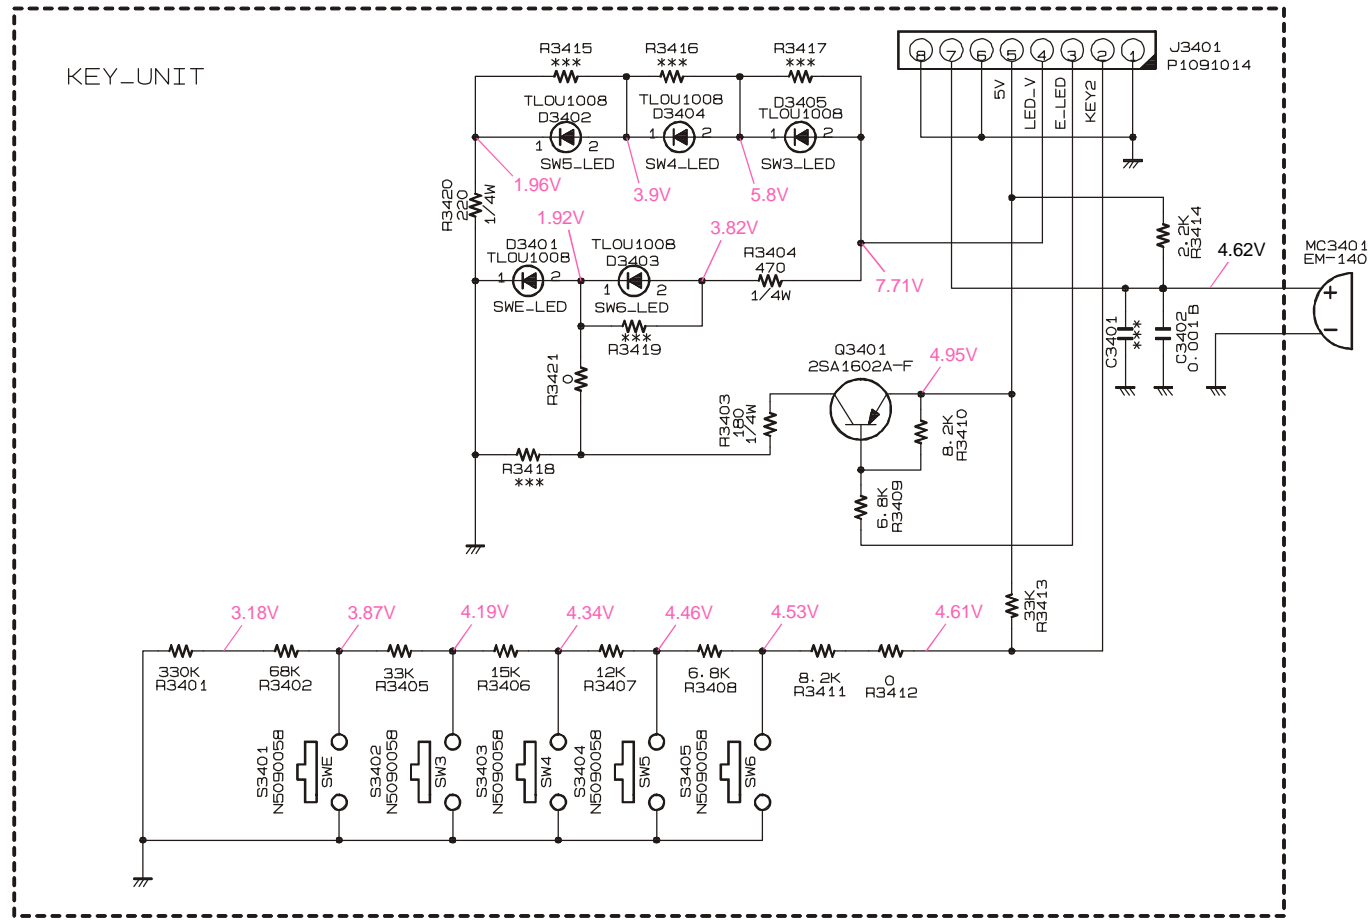 KEY_UNIT
R3415
***
R3416
***
R3417
***
J3401
P1091014
8
7
6
5
4
3
2
1
5V
LED_V
E_LED
KEY2
TLOU1008
D3402
1
2
SW5_LED
TLOU1008
D3404
1
2
SW4_LED
D3405
TLOU1008
1
2
SW3_LED
1.96V
3.9V
5.8V
R3420
220
1/4W
1.92V
3.82V
D3401
TLOU1008
1
2
SWE_LED
TLOU1008
D3403
1
2
SW6_LED
R3404
470
1/4W
7.71V
2.2K
R3414
4.62V
MC3401
EM-140
+
-
***
R3419
R3421
0
C3401
***
C3402
0.001 B
Q3401
2SA1602A-F
4.95V
R3403
180
1/4W
8.2K
R3410
R3418
***
6.8K
R3409
33K
R3413
3.18V
3.87V
4.19V
4.34V
4.46V
4.53V
4.61V
330K
R3401
68K
R3402
33K
R3405
15K
R3406
12K
R3407
6.8K
R3408
8.2K
R3411
0
R3412
S3401
N5090058
SWE
S3402
N5090058
SW3
S3403
N5090058
SW4
S3404
N5090058
SW5
S3405
N5090058
SW6